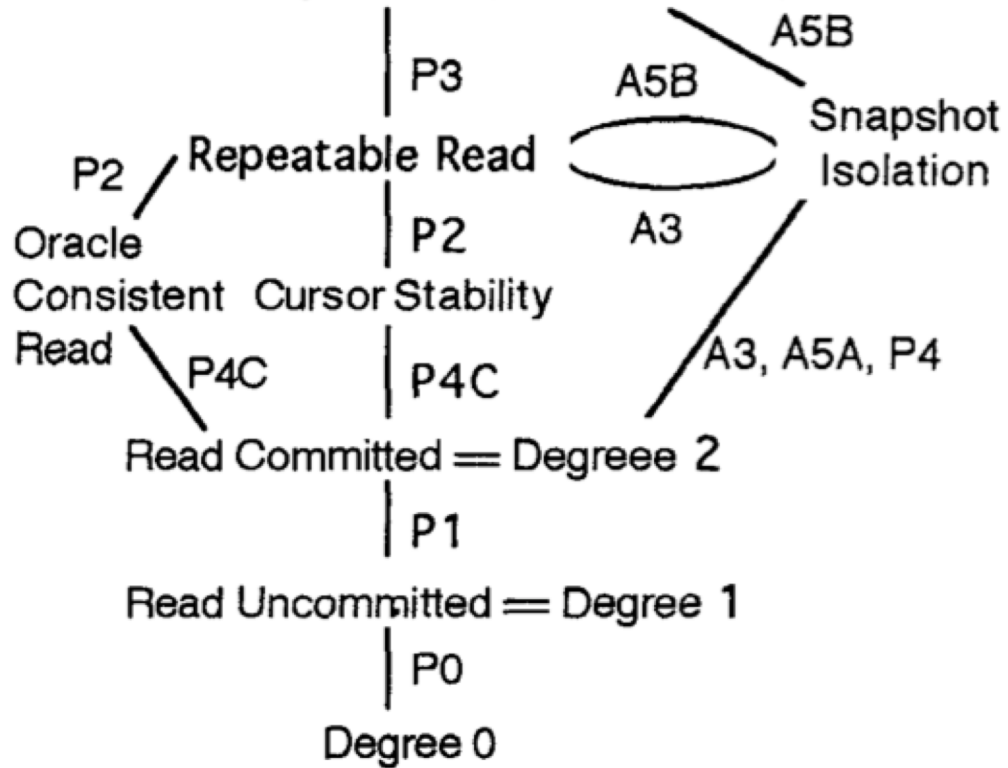 A5B
P3
A5B
Snapshot
Isolation
Repeatable Read
P2
A3
P2
Oracle
Consistent
Read
Cursor Stability
P4C
P4C
A3, A5A, P4
Read Committed == Degreee 2
P1
Read Uncommitted == Degree 1
P0
Degree 0